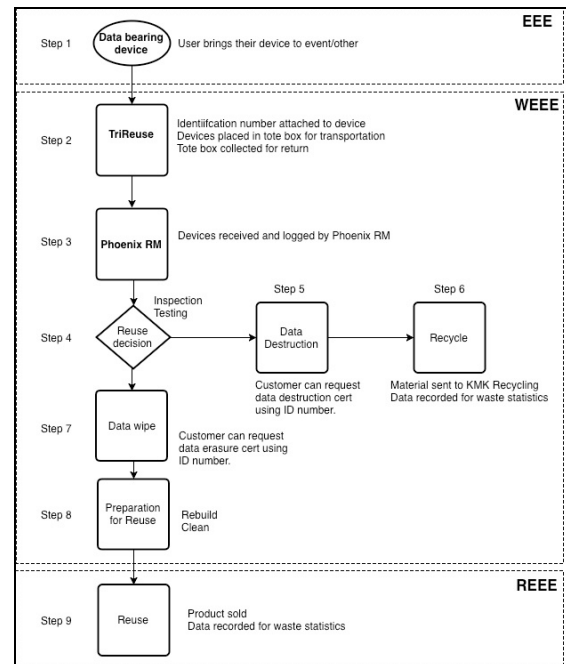 EEE
Step 1
Data bearing
device
User brings their device to event/other
WEEE
Step 2
TriReuse
Identiifcation number attached to device
Devices placed in tote box for transportation
Tote box collected for return
Step 3
Phoenix RM
Devices received and logged by Phoenix RM
Inspection
Testing
Step 4
Reuse
decision
Step 5
Data
Destruction
Customer can request
data destruction cert
using ID number.
Step 6
Recycle
Material sent to KMK Recycling
Data recorded for waste statistics
Step 7
Data wipe
Customer can request
data erasure cert using
ID number.
Step 8
Preparation
for Reuse
Rebuild
Clean
REEE
Step 9
Reuse
Product sold
Data recorded for waste statistics